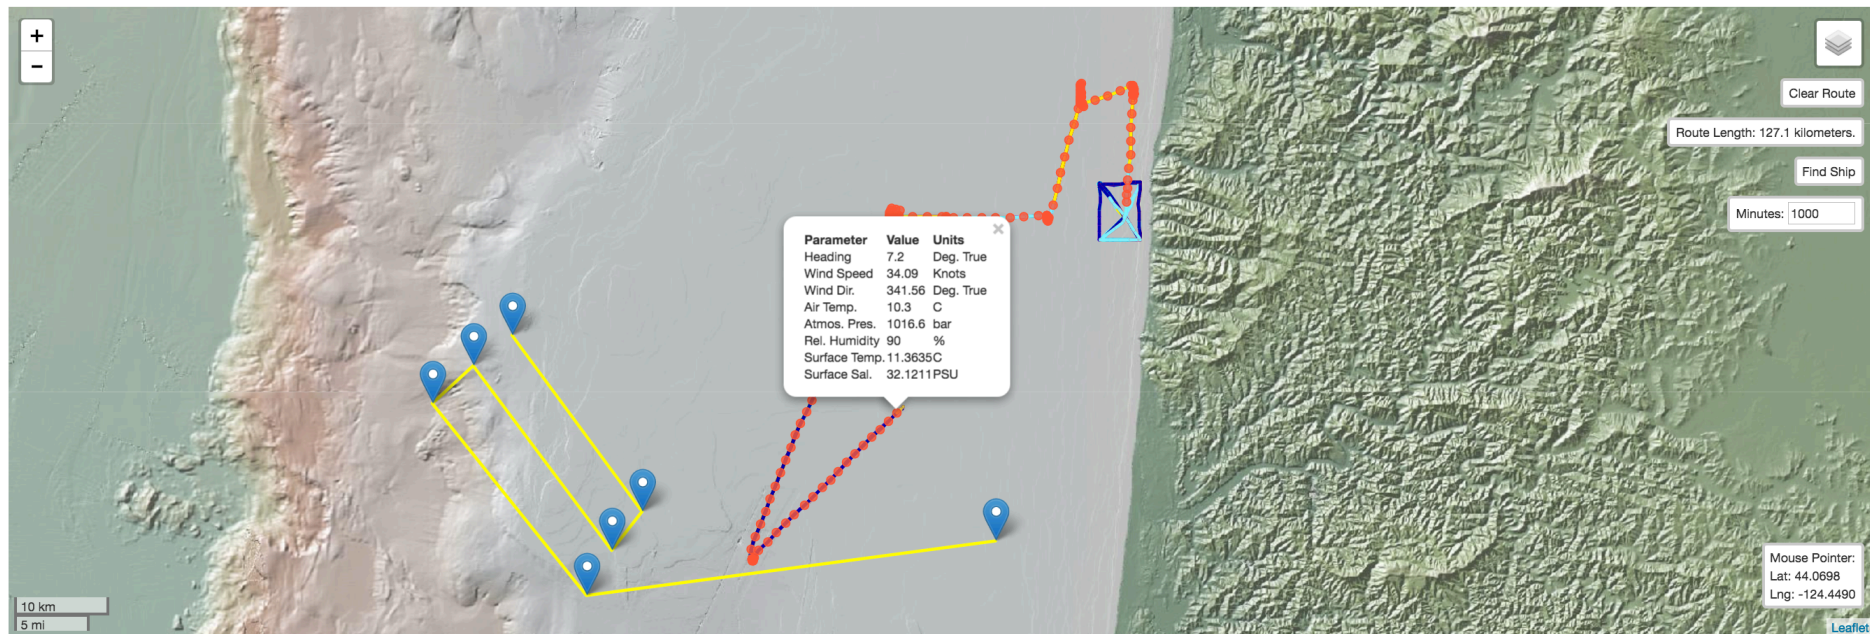 +
−
Clear Route
Route Length: 127.1 kilometers.
Find Ship
Minutes: 1000
×
Parameter Value Units
Heading 7.2 Deg. True
Wind Speed 34.09 Knots
Wind Dir. 341.56 Deg. True
Air Temp. 10.3 C
Atmos. Pres. 1016.6 bar
Rel. Humidity 90 %
Surface Temp. 11.3635 C
Surface Sal. 32.1211 PSU
Mouse Pointer:
Lat: 44.0698
Lng: -124.4490
10 km
5 mi
Leaflet